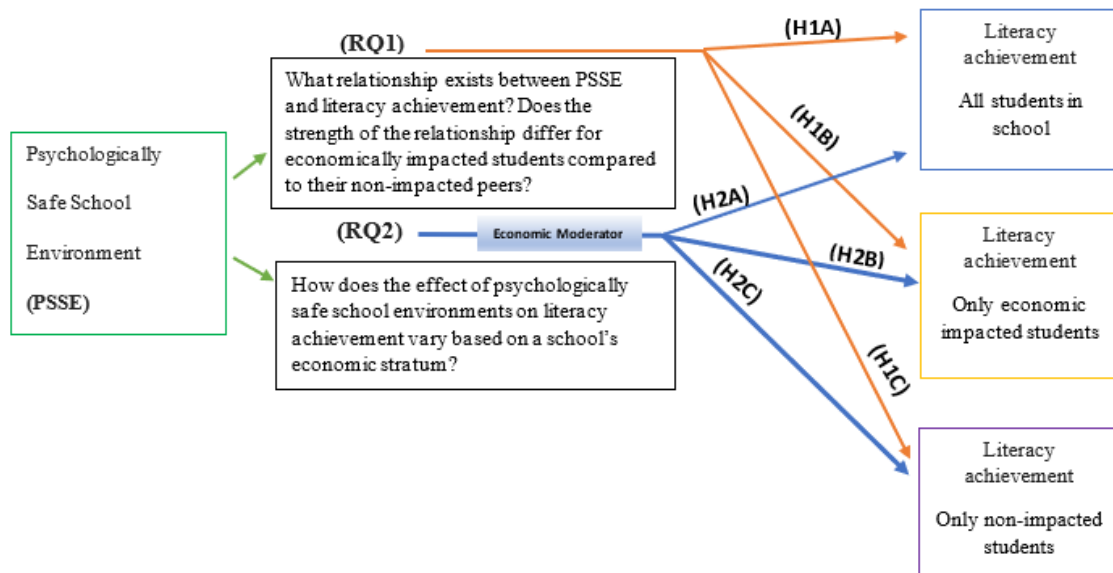 Psychologically
Safe School
Environment
(PSSE)
(RQ1)
What relationship exists between PSSE
and literacy achievement? Does the
strength of the relationship differ for
economically impacted students compared
to their non-impacted peers?
(RQ2)
Economic Moderator
How does the effect of psychologically
safe school environments on literacy
achievement vary based on a school's
economic stratum?
(H1A)
(H1B)
(H2A)
(H2B)
(H2C)
(H1C)
Literacy
achievement
All students in
school
Literacy
achievement
Only economic
impacted students
Literacy
achievement
Only non-impacted
students